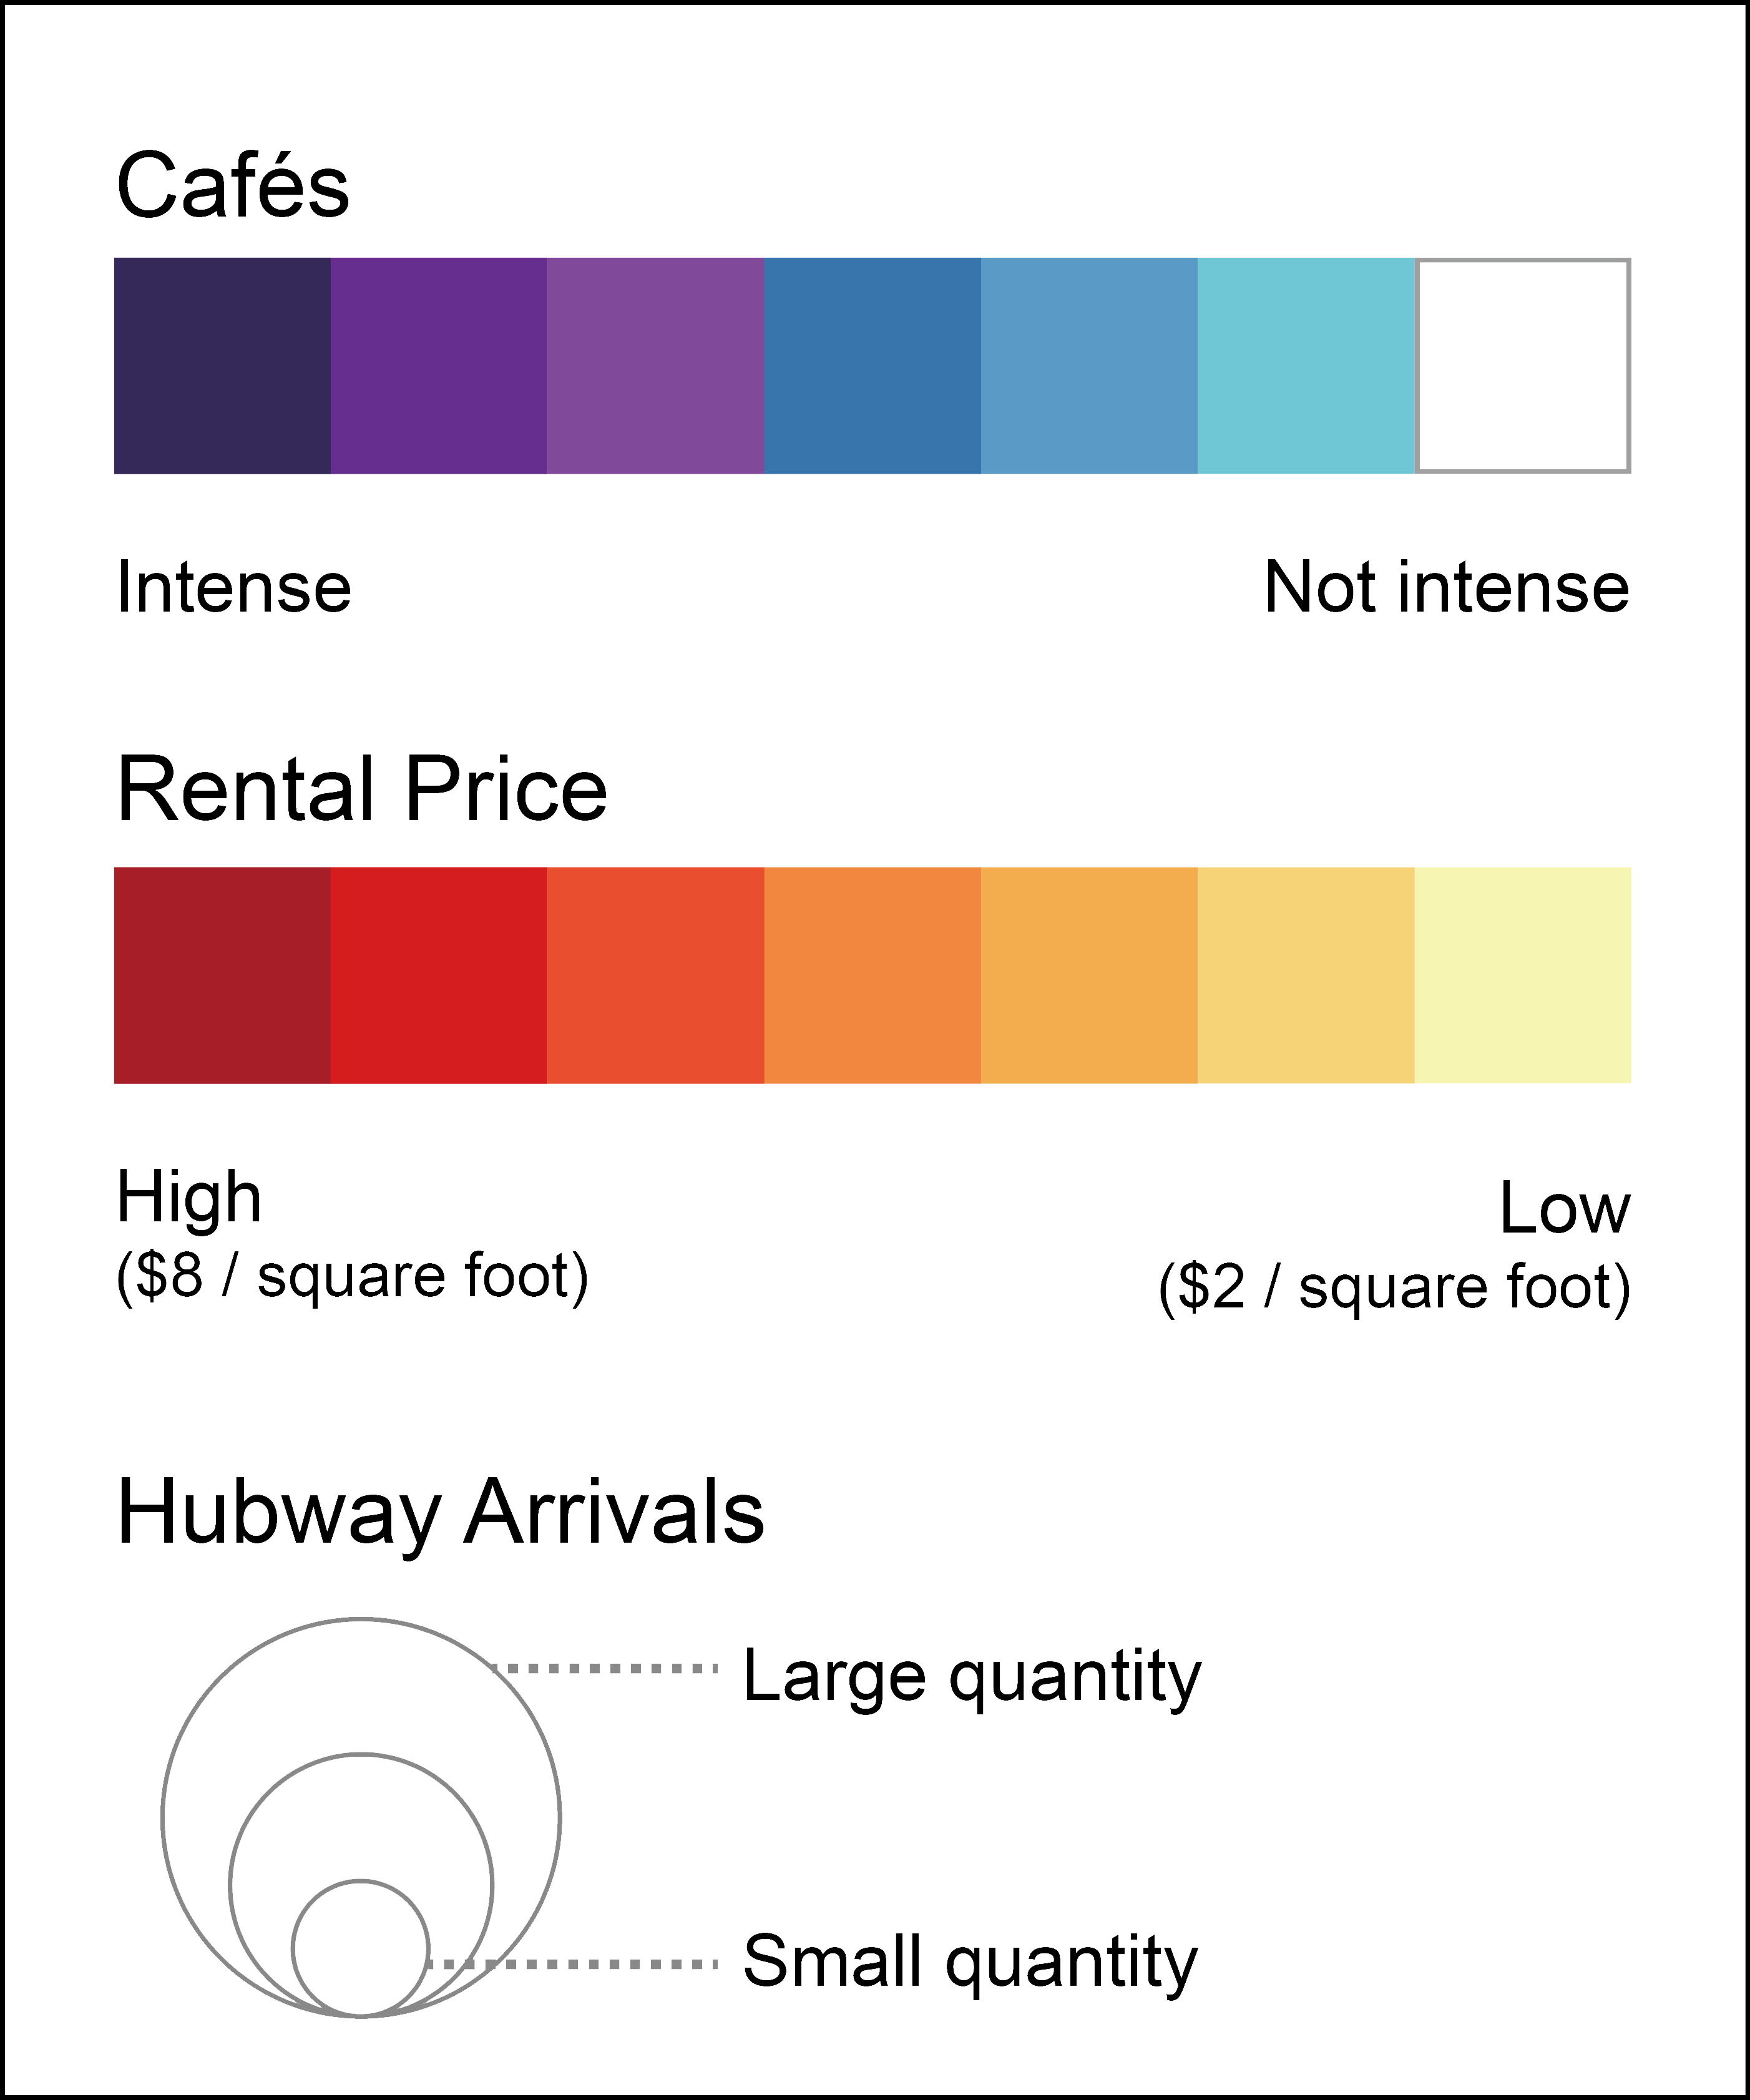 Cafés
Intense
Not intense
Rental Price
High
($8 / square foot)
Low
($2 / square foot)
Hubway Arrivals
Large quantity
Small quantity